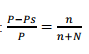 : (P−Ps)/P = n/(n+N)